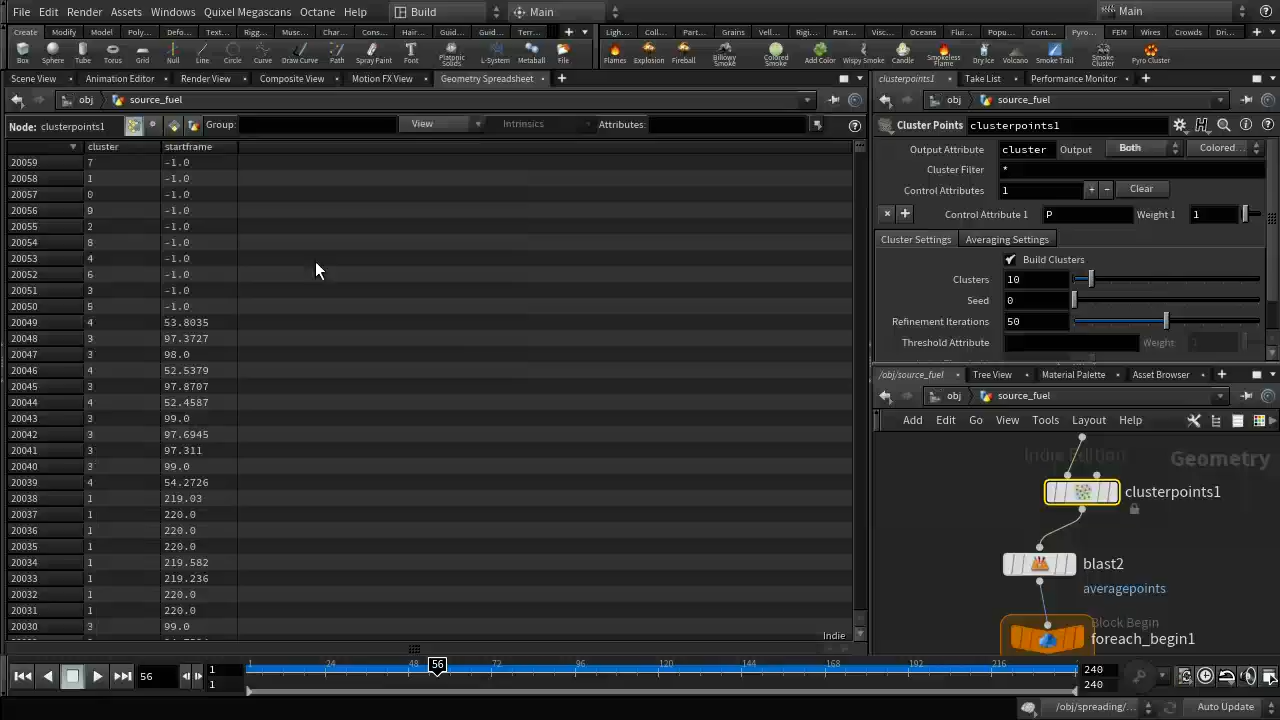 File Edit Render Assets Windows Quixel Megascans Octane Help Build Main Main
Create Modify Model Poly... Defo... Text... Rigg... Musc... Char... Cons... Hair... Guid... Guid... Terr... Ligh... Coll... Part... Grains Vell... Rigi... Part... Visc... Oceans Flui... Popu... Cont... Pyro... FEM Wires Crowds Dri...
Box Sphere Tube Torus Grid Null Line Circle Curve Draw Curve Path Spray Paint Font Platonic Solids L-System Metaball File Flames Explosion Fireball Billowy Smoke Colored Smoke Add Color Wispy Smoke Candle Smokeless Flame Dry Ice Volcano Smoke Trail Smoke Cluster Pyro Cluster
Scene View Animation Editor Render View Composite View Motion FX View Geometry Spreadsheet
clusterpoints1 Take List Performance Monitor
obj source_fuel
obj source_fuel
Node: clusterpoints1 Group: View Intrinsics Attributes:
Cluster Points clusterpoints1
Output Attribute cluster Output Both Colored...
Cluster Filter *
Control Attributes 1 + - Clear
Control Attribute 1 P Weight 1 1
Cluster Settings Averaging Settings
Build Clusters
Clusters 10
Seed 0
Refinement Iterations 50
Threshold Attribute Weight: 1
cluster startframe
20059 7 -1.0
20058 1 -1.0
20057 0 -1.0
20056 9 -1.0
20055 2 -1.0
20054 8 -1.0
20053 4 -1.0
20052 6 -1.0
20051 3 -1.0
20050 5 -1.0
20049 4 53.8035
20048 3 97.3727
20047 3 98.0
20046 4 52.5379
20045 3 97.8707
20044 4 52.4587
20043 3 99.0
20042 3 97.6945
20041 3 97.311
20040 3 99.0
20039 4 54.2726
20038 1 219.03
20037 1 220.0
20036 1 220.0
20035 1 220.0
20034 1 219.582
20033 1 219.236
20032 1 220.0
20031 1 220.0
20030 3 99.0
Indie
/obj/source_fuel Tree View Material Palette Asset Browser
obj source_fuel
Add Edit Go View Tools Layout Help
Indie Edition Geometry
clusterpoints1
blast2
averagepoints
Block Begin
foreach_begin1
56 1 1 24 48 56 72 96 120 144 168 192 216 240
1 240
/obj/spreading/... Auto Update